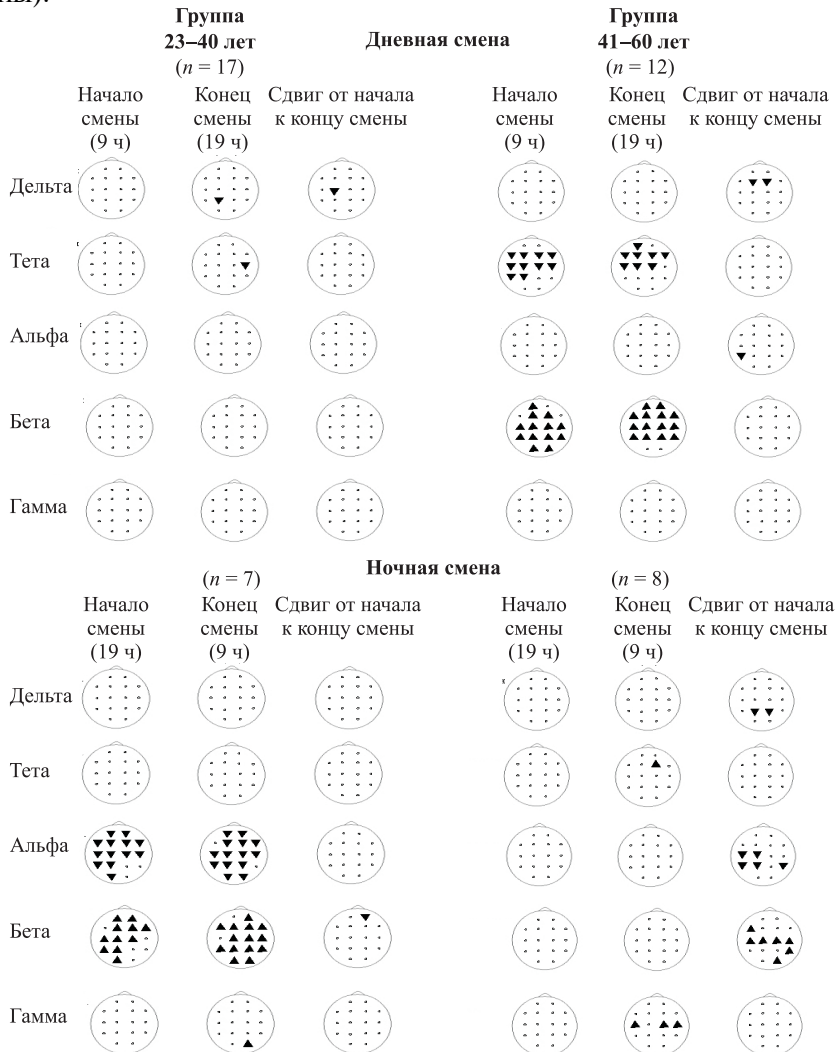 Группа Группа
23–40 лет Дневная смена 41–60 лет
(n = 17) (n = 12)
Начало Конец Сдвиг от начала Начало Конец Сдвиг от начала
смены смены к концу смены смены смены к концу смены
(9 ч) (19 ч) (9 ч) (19 ч)
Дельта
Тета
Альфа
Бета
Гамма
(n = 7) Ночная смена (n = 8)
Начало Конец Сдвиг от начала Начало Конец Сдвиг от начала
смены смены к концу смены смены смены к концу смены
(19 ч) (9 ч) (19 ч) (9 ч)
Дельта
Тета
Альфа
Бета
Гамма